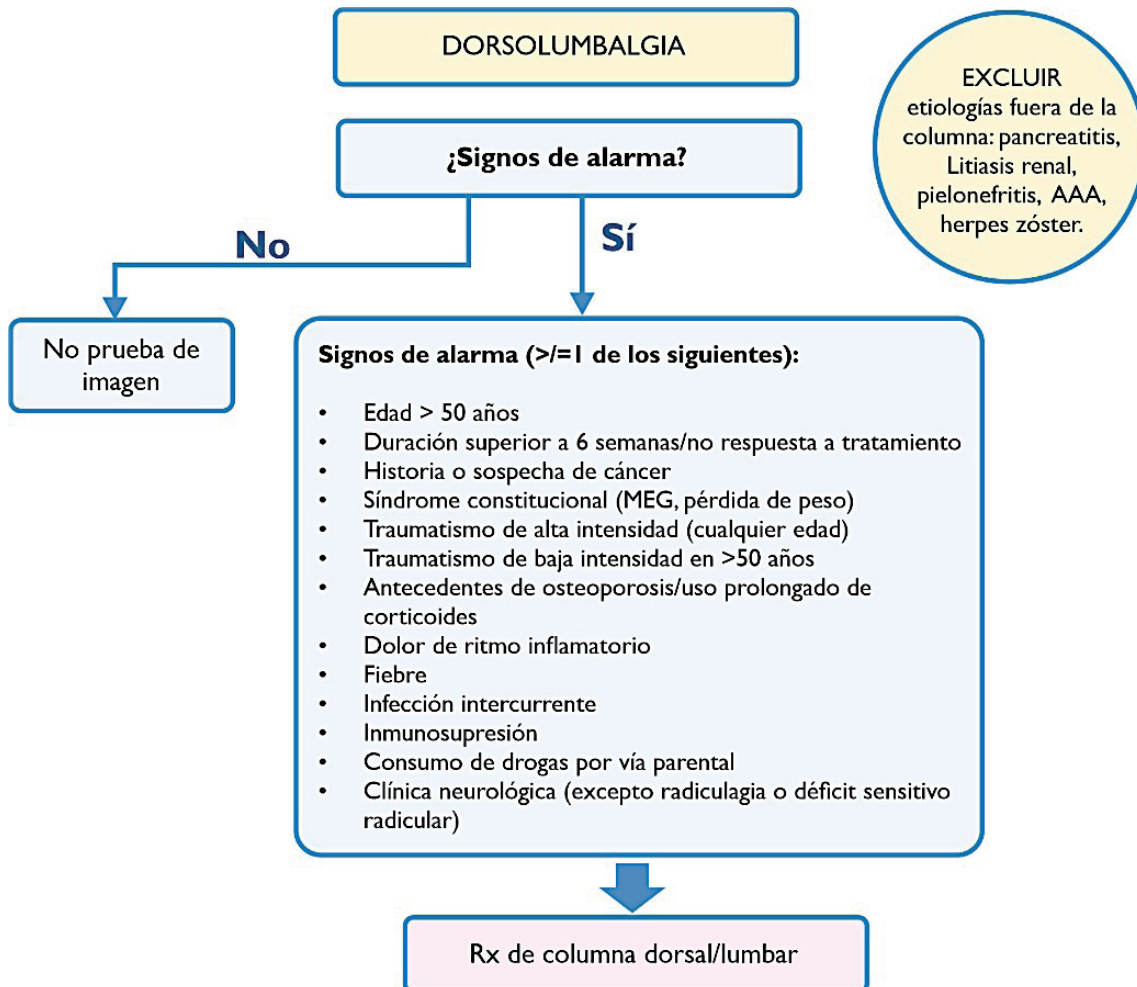 DORSOLUMBALGIA
EXCLUIR
etiologías fuera de la
columna: pancreatitis,
Litiasis renal,
pielonefritis, AAA,
herpes zóster.
¿Signos de alarma?
No
Sí
No prueba de
imagen
Signos de alarma (>/=1 de los siguientes):
• Edad > 50 años
• Duración superior a 6 semanas/no respuesta a tratamiento
• Historia o sospecha de cáncer
• Síndrome constitucional (MEG, pérdida de peso)
• Traumatismo de alta intensidad (cualquier edad)
• Traumatismo de baja intensidad en >50 años
• Antecedentes de osteoporosis/uso prolongado de
corticoides
• Dolor de ritmo inflamatorio
• Fiebre
• Infección intercurrente
• Inmunosupresión
• Consumo de drogas por vía parental
• Clínica neurológica (excepto radiculagia o déficit sensitivo
radicular)
Rx de columna dorsal/lumbar